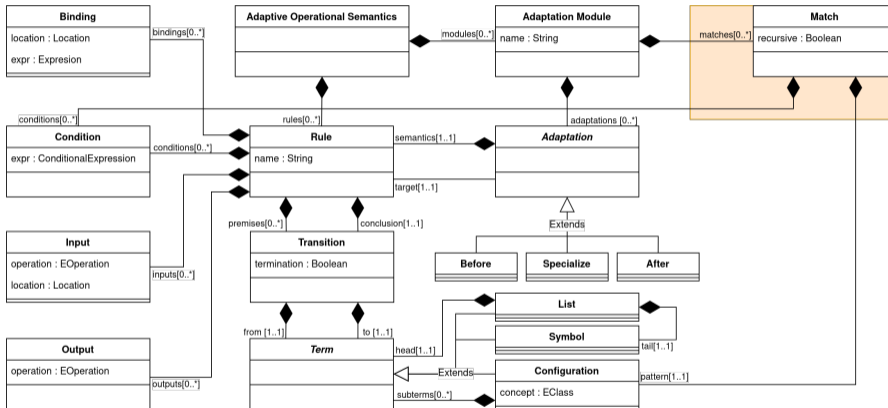 Binding
location : Location
expr : Expresion
bindings[0..*]
Adaptive Operational Semantics
modules[0..*]
Adaptation Module
name : String
matches[0..*]
Match
recursive : Boolean
conditions[0..*]
rules[0..*]
adaptations [0..*]
Condition
expr : ConditionalExpression
conditions[0..*]
Rule
name : String
semantics[1..1]
target[1..1]
Adaptation
premises[0..*]
conclusion[1..1]
Extends
Input
operation : EOperation
location : Location
inputs[0..*]
Transition
termination : Boolean
Before
Specialize
After
from [1..1]
to [1..1]
List
Symbol
tail[1..1]
Output
operation : EOperation
outputs[0..*]
Term
head[1..1]
Extends
subterms[0..*]
Configuration
concept : EClass
pattern[1..1]